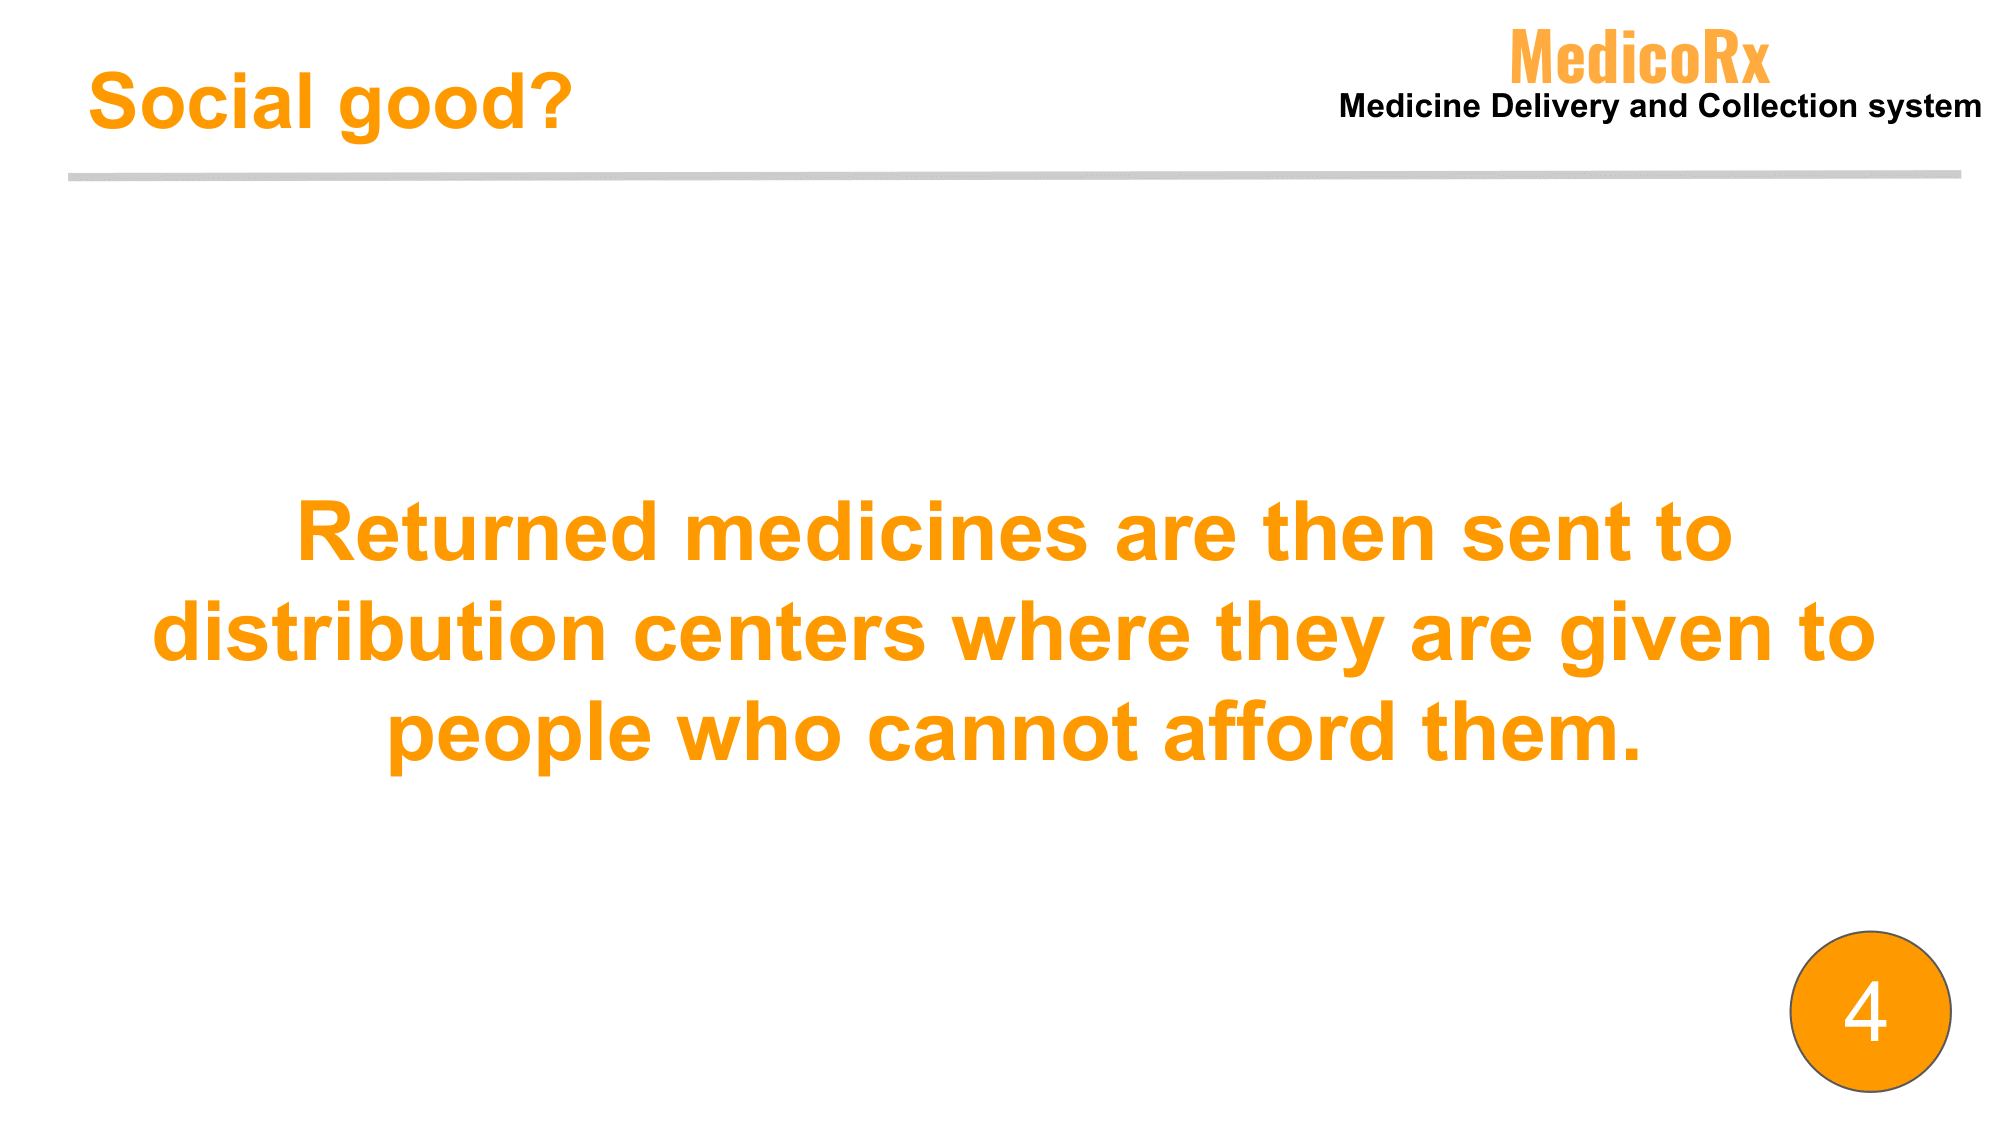 Social good?
MedicoRx
Medicine Delivery and Collection system
Returned medicines are then sent to
distribution centers where they are given to
people who cannot afford them.
4